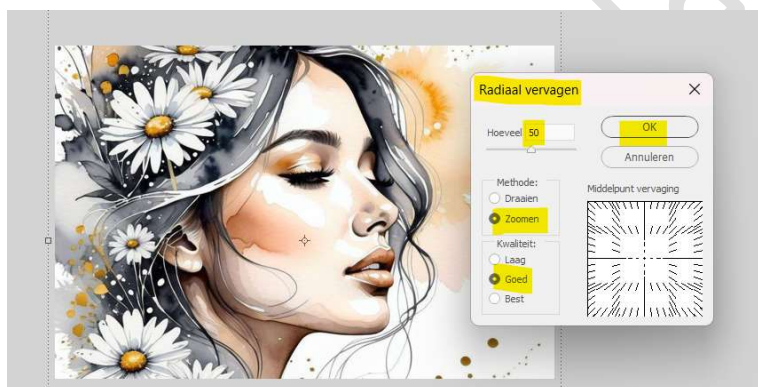 Radiaal vervagen
Hoeveel 50
OK
Annuleren
Methode:
Draaien
Zoomen
Middelpunt vervaging
Kwaliteit:
Laag
Goed
Best